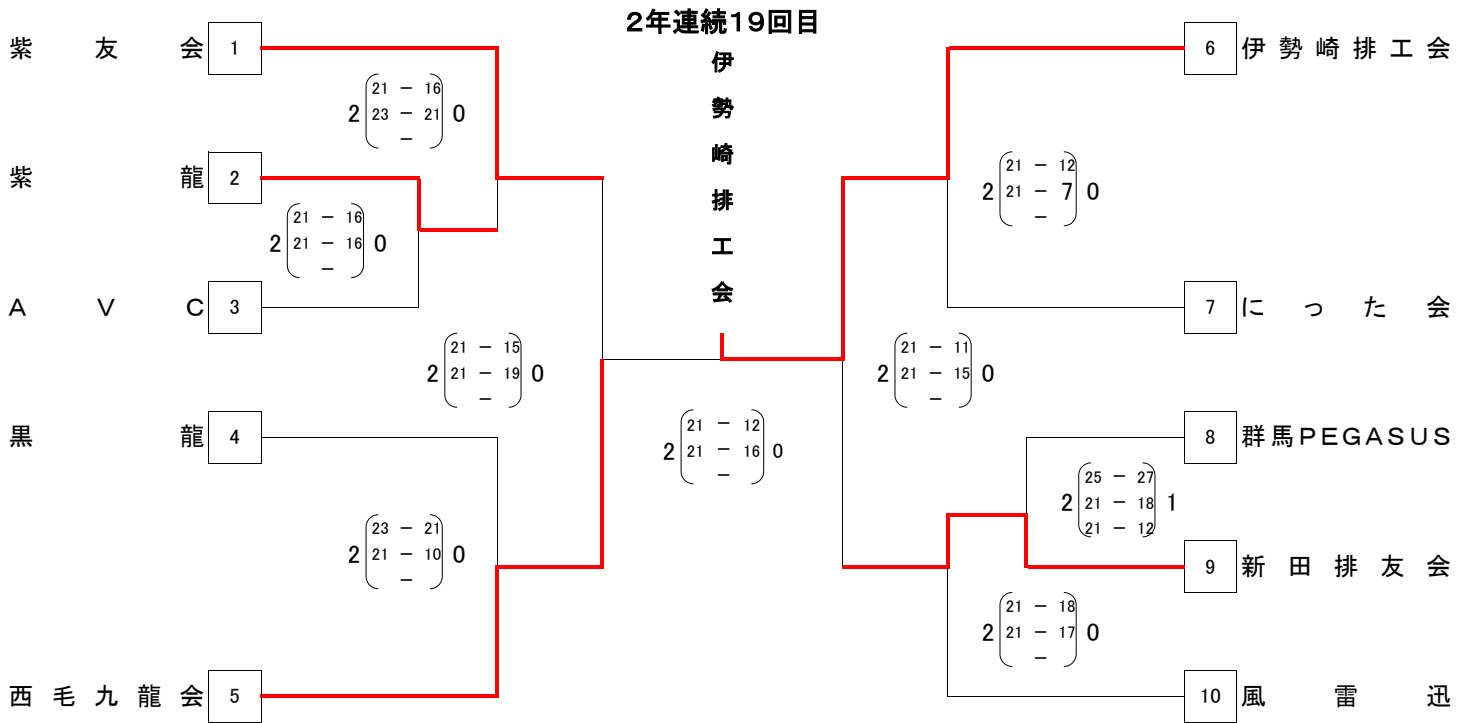 2年連続19回目
伊勢崎排工会
紫友会 1
2 21 - 16 0
23 - 21
-
紫龍 2
2 21 - 16 0
21 - 16
-
AVC 3
2 21 - 15 0
21 - 19
-
黒龍 4
2 23 - 21 0
21 - 10
-
西毛九龍会 5
2 21 - 12 0
21 - 16
-
6 伊勢崎排工会
2 21 - 12 0
21 - 7
-
7 にった会
2 21 - 11 0
21 - 15
-
8 群馬PEGASUS
2 25 - 27 1
21 - 18
21 - 12
9 新田排友会
2 21 - 18 0
21 - 17
-
10 風雷迅